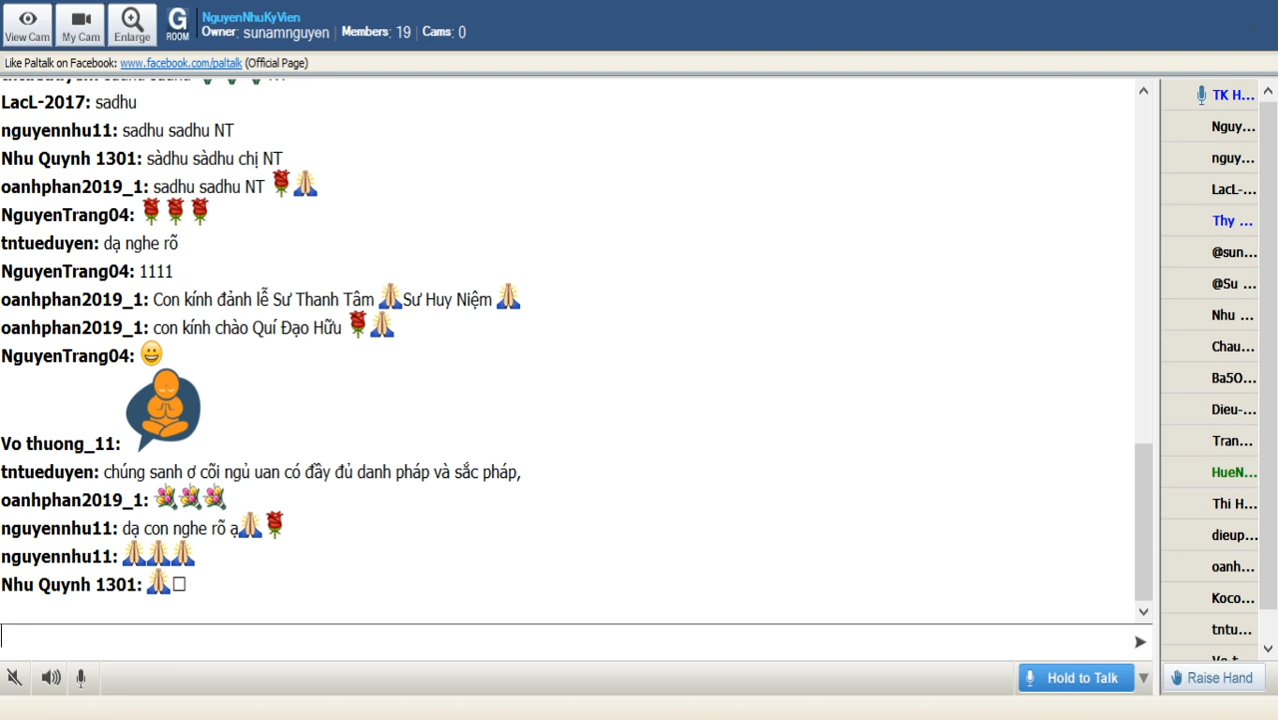 View Cam
My Cam
Enlarge
G
ROOM
NguyenNhuKyVien
Owner: sunamnguyen | Members: 19 | Cams: 0
Like Paltalk on Facebook: www.facebook.com/paltalk (Official Page)
LacL-2017: sadhu
nguyennhu11: sadhu sadhu NT
Nhu Quynh 1301: sàdhu sàdhu chị NT
oanhphan2019_1: sadhu sadhu NT
NguyenTrang04:
tntueduyen: dạ nghe rõ
NguyenTrang04: 1111
oanhphan2019_1: Con kính đảnh lễ Sư Thanh Tâm Sư Huy Niệm
oanhphan2019_1: con kính chào Quí Đạo Hữu
NguyenTrang04:
Vo thuong_11:
tntueduyen: chúng sanh ơ cõi ngủ uan có đầy đủ danh pháp và sắc pháp,
oanhphan2019_1:
nguyennhu11: dạ con nghe rõ ạ
nguyennhu11:
Nhu Quynh 1301:
TK H...
Nguy...
nguy...
LacL-...
Thy ...
@sun...
@Su ...
Nhu ...
Chau...
Ba5O...
Dieu-...
Tran...
HueN...
Thi H...
dieup...
oanh...
Koco...
tntu...
Hold to Talk
Raise Hand